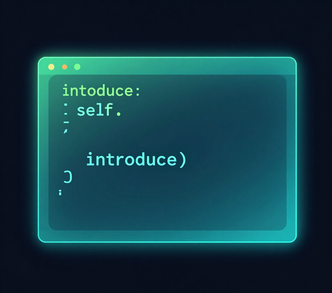 intoduce:
: self.
introduce)